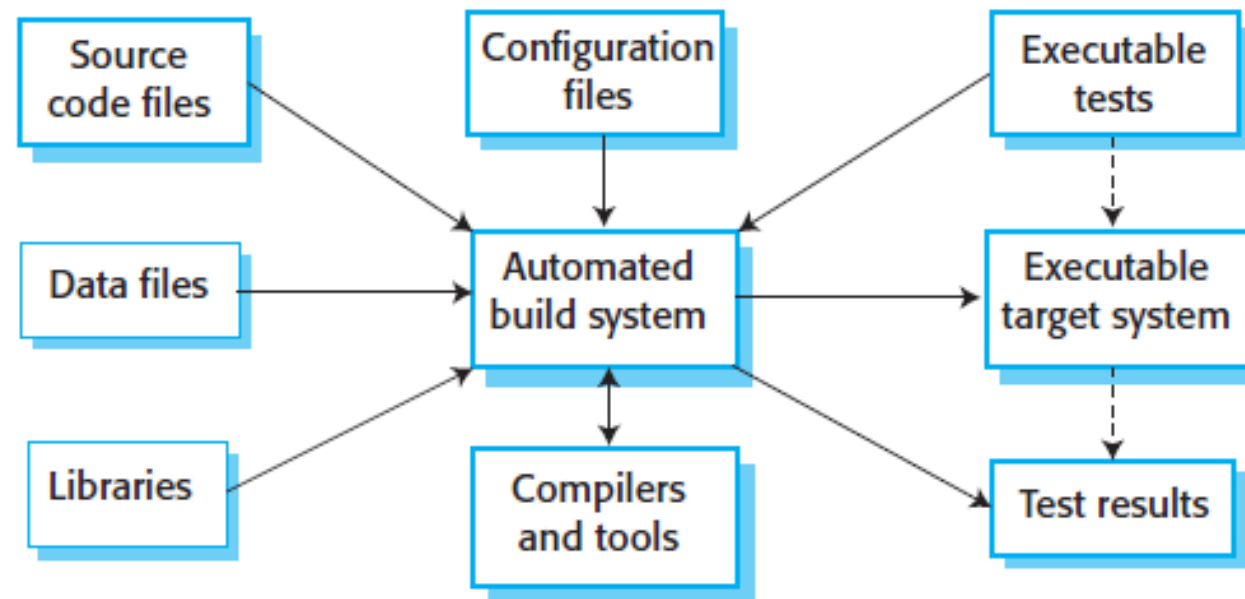 Source
code files
Configuration
files
Executable
tests
Data files
Automated
build system
Executable
target system
Libraries
Compilers
and tools
Test results